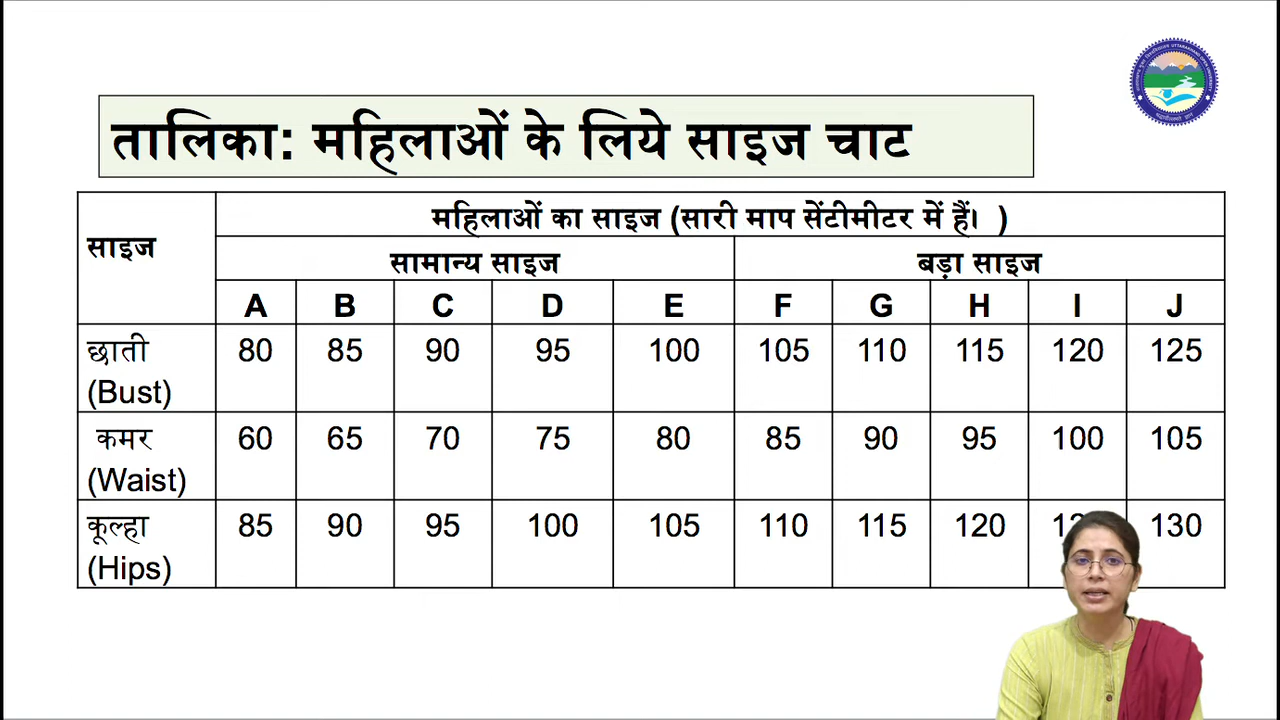 तालिका: महिलाओं के लिये साइज चाट
साइज
महिलाओं का साइज (सारी माप सेंटीमीटर में हैं। )
सामान्य साइज बड़ा साइज
A B C D E F G H I J
छाती (Bust) 80 85 90 95 100 105 110 115 120 125
कमर (Waist) 60 65 70 75 80 85 90 95 100 105
कूल्हा (Hips) 85 90 95 100 105 110 115 120 130